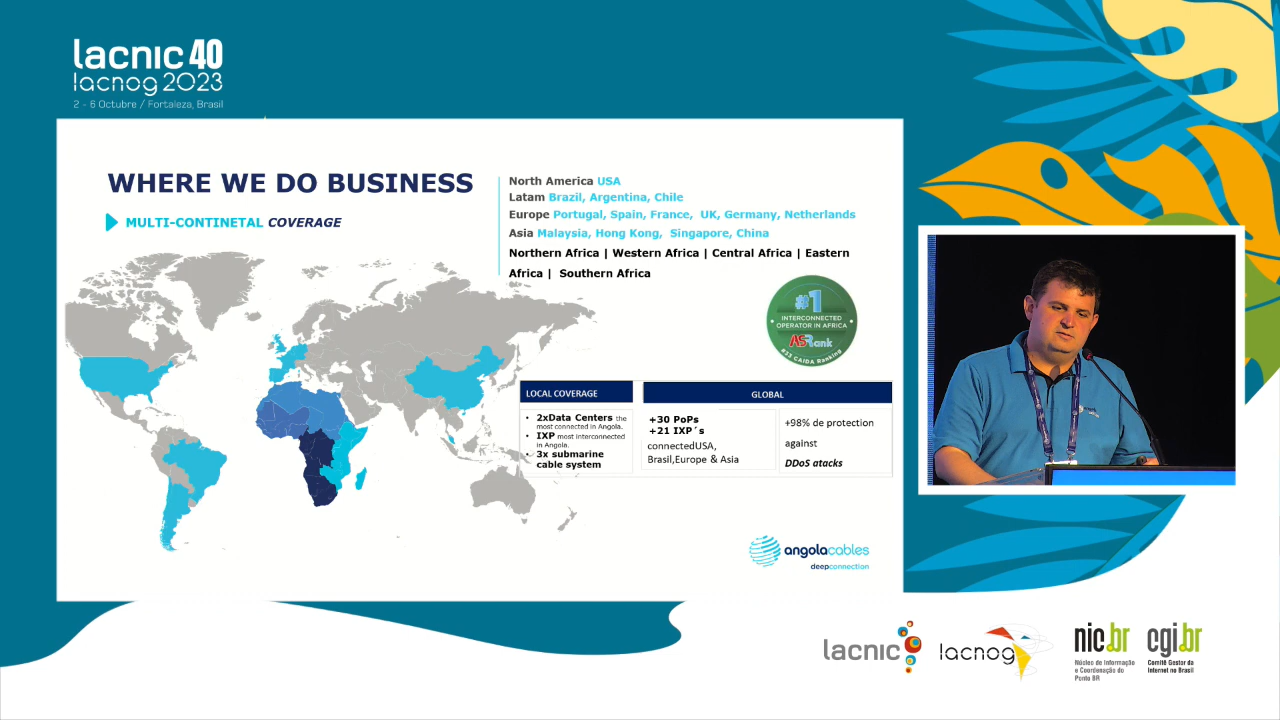 lacnic 40
lacnog 2023
2 - 6 Octubre / Fortaleza, Brasil
WHERE WE DO BUSINESS
MULTI-CONTINETAL COVERAGE
North America USA
Latam Brazil, Argentina, Chile
Europe Portugal, Spain, France, UK, Germany, Netherlands
Asia Malaysia, Hong Kong, Singapore, China
Northern Africa | Western Africa | Central Africa | Eastern
Africa | Southern Africa
#1
INTERCONNECTED
OPERATOR IN AFRICA
ASRank
#23 CAIDA Ranking
LOCAL COVERAGE
• 2xData Centers the
most connected in Angola.
• IXP most interconnected
in Angola.
• 3x submarine
cable system
GLOBAL
+30 PoPs
+21 IXP´s
connectedUSA,
Brasil,Europe & Asia
+98% de protection
against
DDoS atacks
angolacables
deepconnection
lacnic
lacnog
nic.br
Núcleo de Informação
e Coordenação do
Ponto BR
cgi.br
Comitê Gestor da
Internet no Brasil